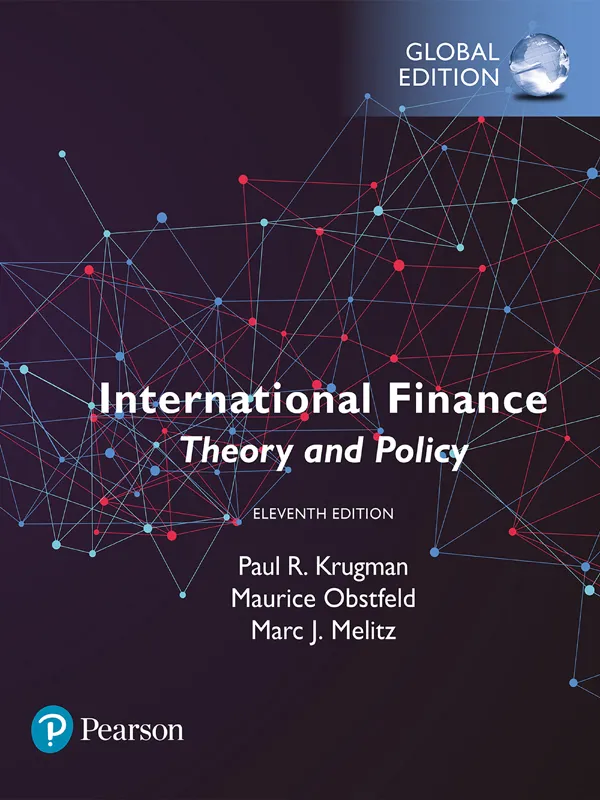 GLOBAL
EDITION
International Finance
Theory and Policy
ELEVENTH EDITION
Paul R. Krugman
Maurice Obstfeld
Marc J. Melitz
P Pearson